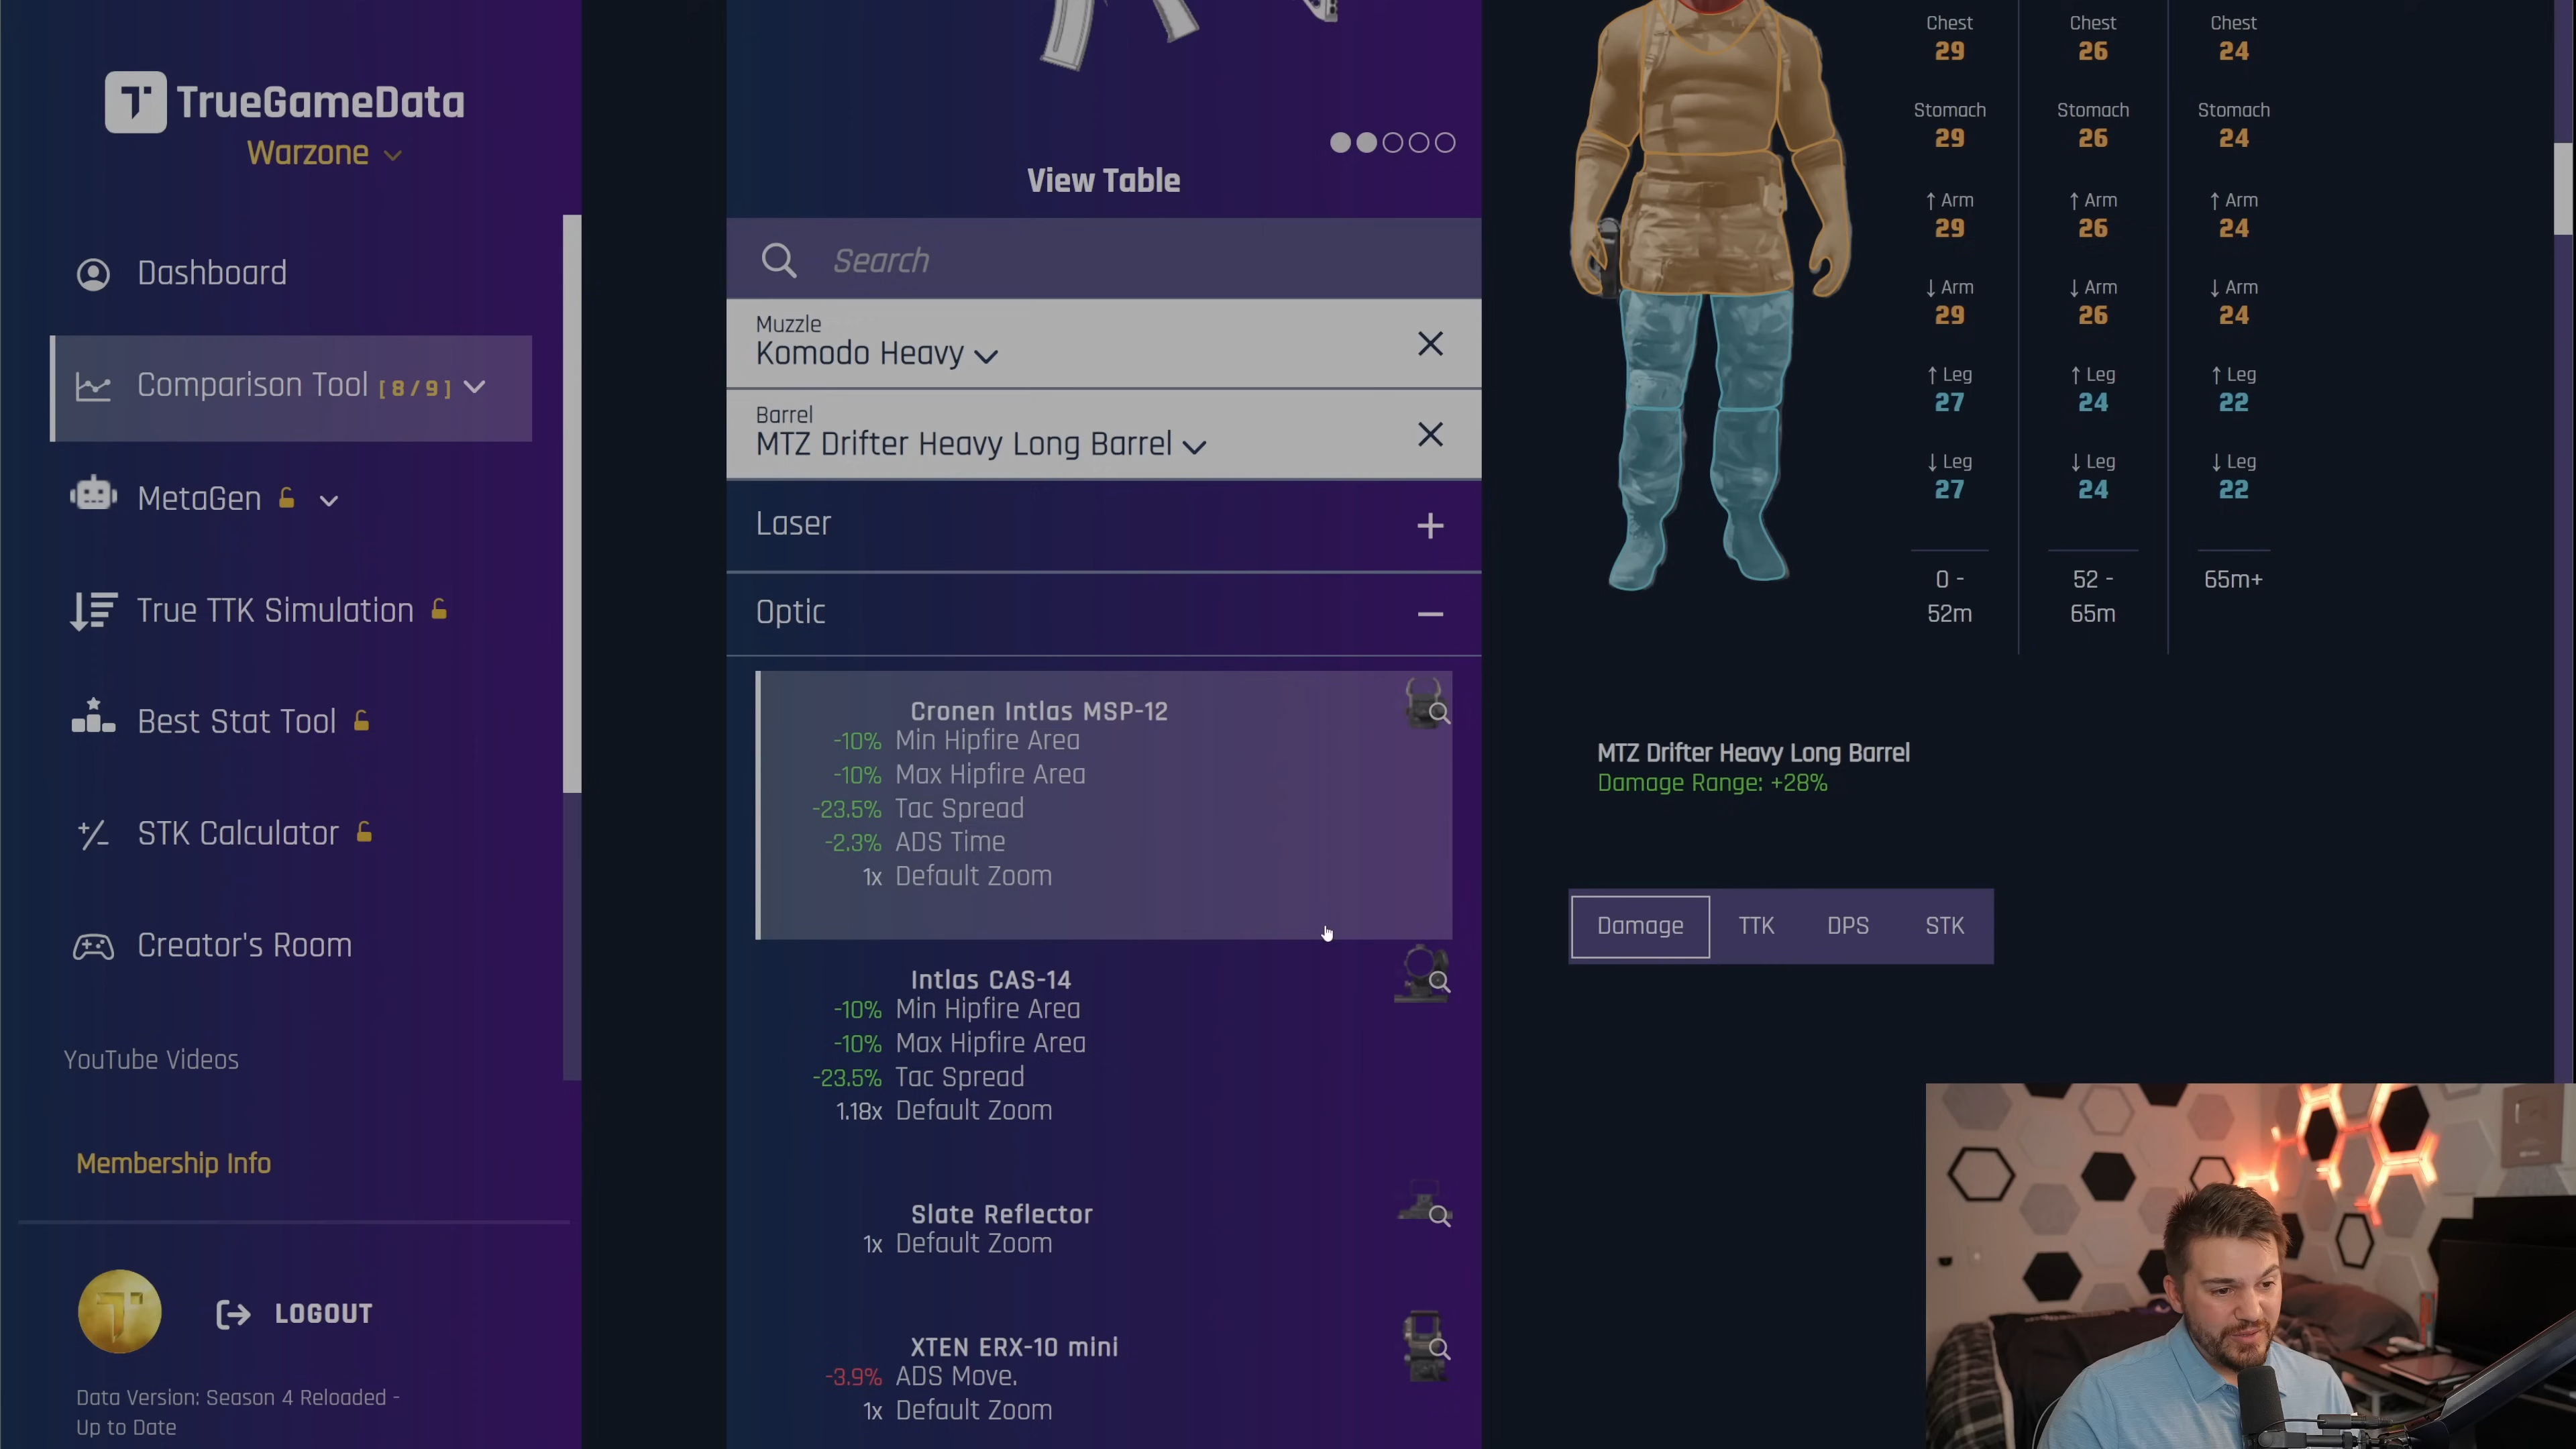 TrueGameData
Warzone
Dashboard
Comparison Tool [ 8 / 9 ]
MetaGen
True TTK Simulation
Best Stat Tool
STK Calculator
Creator's Room
YouTube Videos
Membership Info
LOGOUT
Data Version: Season 4 Reloaded -
Up to Date
View Table
Search
Muzzle
Komodo Heavy
Barrel
MTZ Drifter Heavy Long Barrel
Laser
Optic
Cronen Intlas MSP-12
-10% Min Hipfire Area
-10% Max Hipfire Area
-23.5% Tac Spread
-2.3% ADS Time
1x Default Zoom
Intlas CAS-14
-10% Min Hipfire Area
-10% Max Hipfire Area
-23.5% Tac Spread
1.18x Default Zoom
Slate Reflector
1x Default Zoom
XTEN ERX-10 mini
-3.9% ADS Move.
1x Default Zoom
Chest Chest Chest
29 26 24
Stomach Stomach Stomach
29 26 24
↑ Arm ↑ Arm ↑ Arm
29 26 24
↓ Arm ↓ Arm ↓ Arm
29 26 24
↑ Leg ↑ Leg ↑ Leg
27 24 22
↓ Leg ↓ Leg ↓ Leg
27 24 22
0 - 52 - 65m+
52m 65m
MTZ Drifter Heavy Long Barrel
Damage Range: +28%
Damage TTK DPS STK